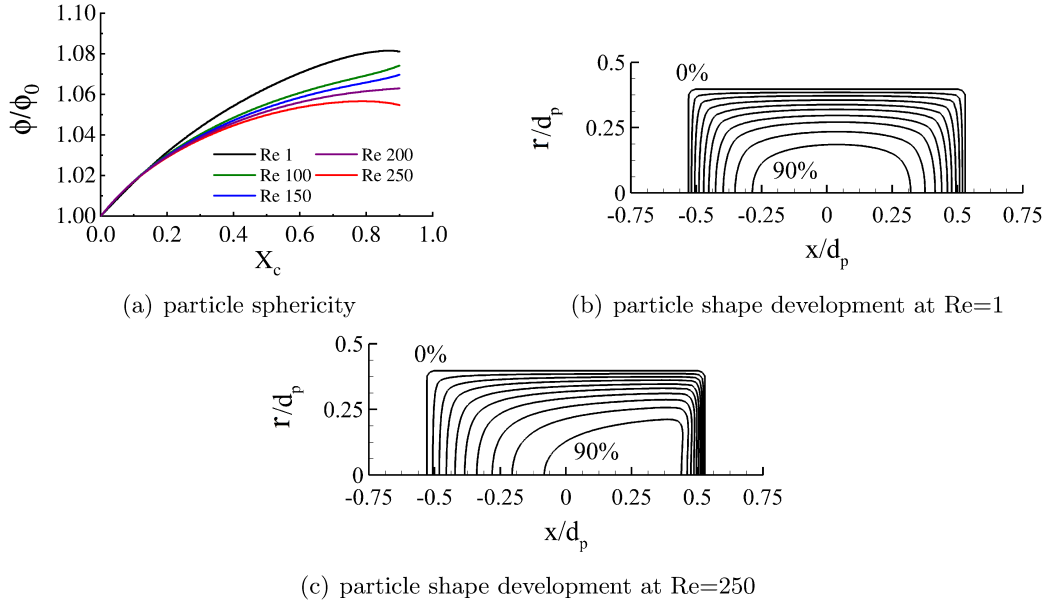 1.10
1.08
1.06
1.04
1.02
1.00
ϕ/ϕ0
Re 1
Re 100
Re 150
Re 200
Re 250
0.0 0.2 0.4 0.6 0.8 1.0
Xc
(a) particle sphericity
0.5
0.25
0
r/dp
0%
90%
-0.75 -0.5 -0.25 0 0.25 0.5 0.75
x/dp
(b) particle shape development at Re=1
0.5
0.25
0
r/dp
0%
90%
-0.75 -0.5 -0.25 0 0.25 0.5 0.75
x/dp
(c) particle shape development at Re=250